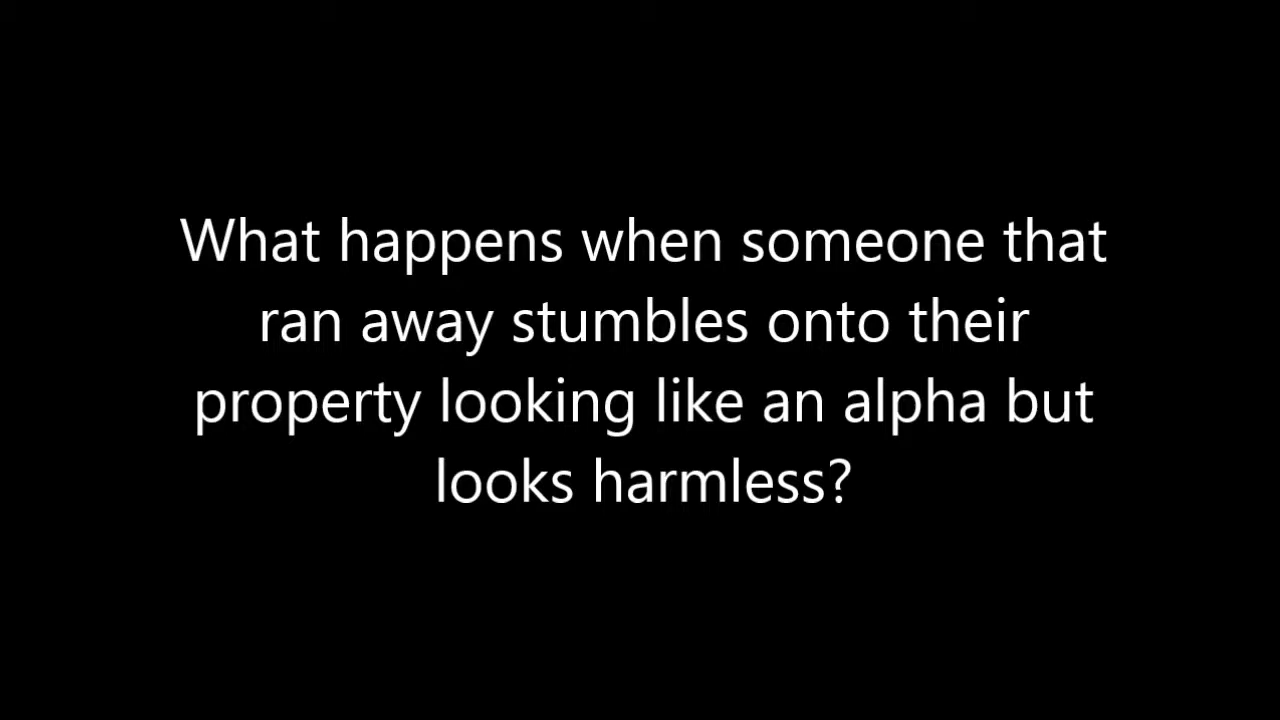 What happens when someone that
ran away stumbles onto their
property looking like an alpha but
looks harmless?